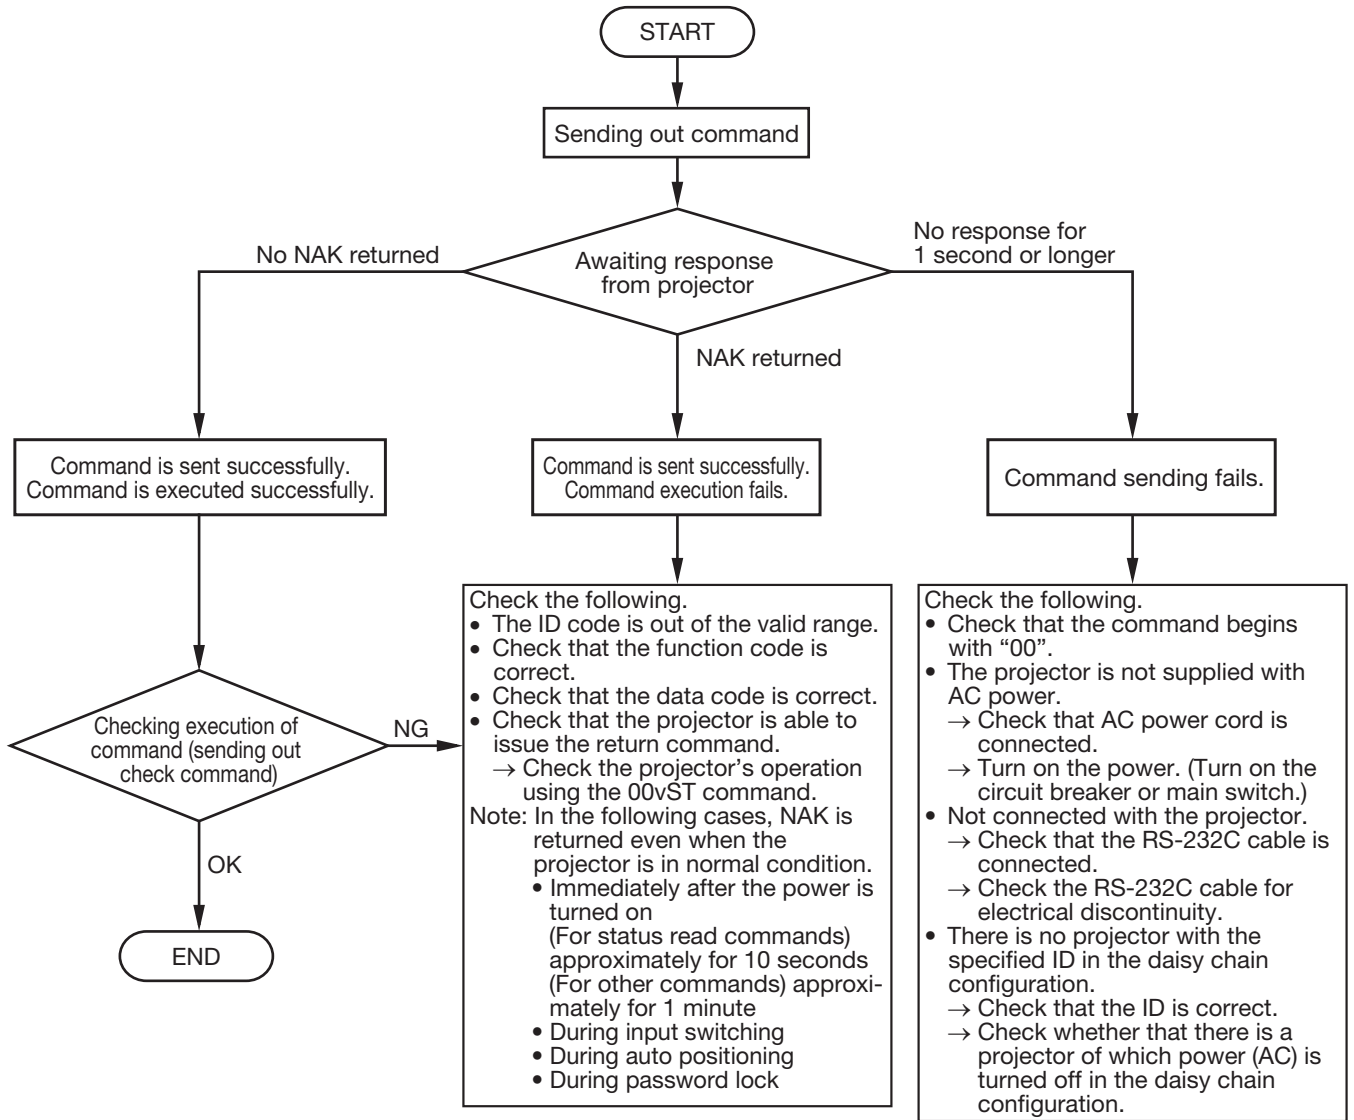 START
Sending out command
Awaiting response
from projector
No NAK returned
No response for
1 second or longer
NAK returned
Command is sent successfully.
Command is executed successfully.
Command is sent successfully.
Command execution fails.
Command sending fails.
Checking execution of
command (sending out
check command)
NG
OK
END
Check the following.
• The ID code is out of the valid range.
• Check that the function code is
correct.
• Check that the data code is correct.
• Check that the projector is able to
issue the return command.
→ Check the projector’s operation
using the 00vST command.
Note: In the following cases, NAK is
returned even when the
projector is in normal condition.
• Immediately after the power is
turned on
(For status read commands)
approximately for 10 seconds
(For other commands) approxi-
mately for 1 minute
• During input switching
• During auto positioning
• During password lock
Check the following.
• Check that the command begins
with “00”.
• The projector is not supplied with
AC power.
→ Check that AC power cord is
connected.
→ Turn on the power. (Turn on the
circuit breaker or main switch.)
• Not connected with the projector.
→ Check that the RS-232C cable is
connected.
→ Check the RS-232C cable for
electrical discontinuity.
• There is no projector with the
specified ID in the daisy chain
configuration.
→ Check that the ID is correct.
→ Check whether that there is a
projector of which power (AC) is
turned off in the daisy chain
configuration.